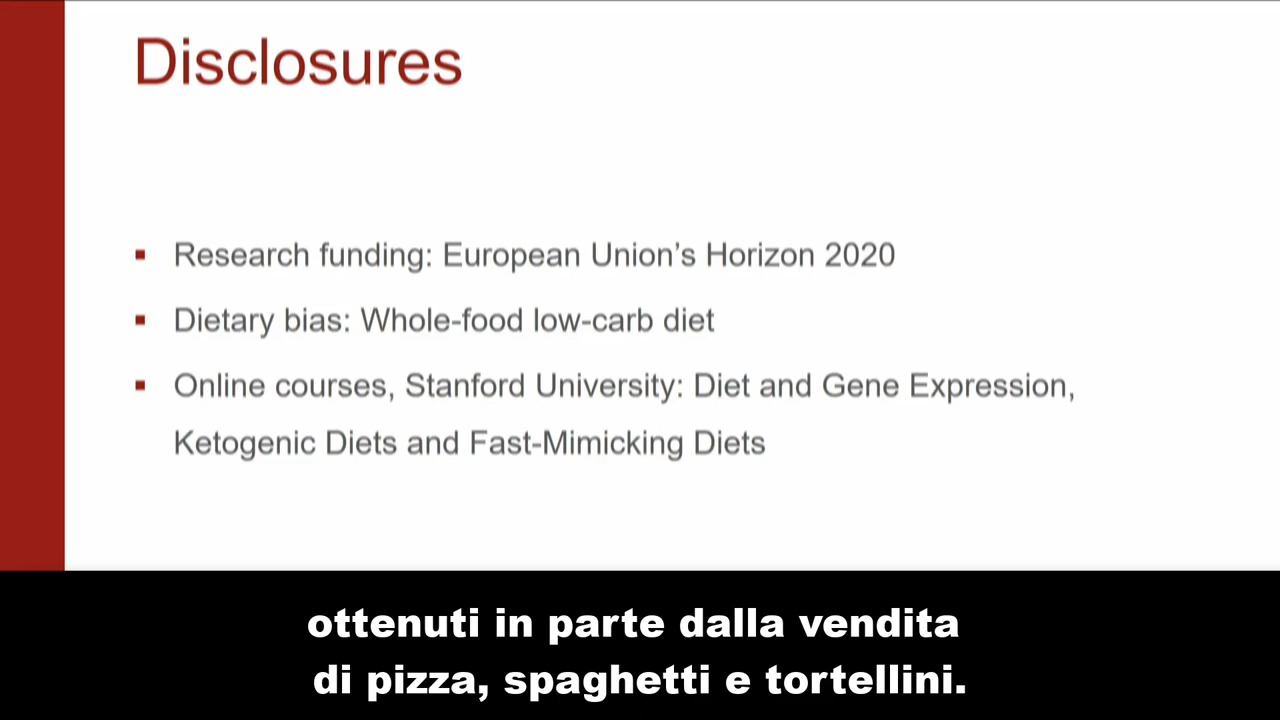 Disclosures
▪ Research funding: European Union’s Horizon 2020
▪ Dietary bias: Whole-food low-carb diet
▪ Online courses, Stanford University: Diet and Gene Expression,
Ketogenic Diets and Fast-Mimicking Diets
ottenuti in parte dalla vendita
di pizza, spaghetti e tortellini.